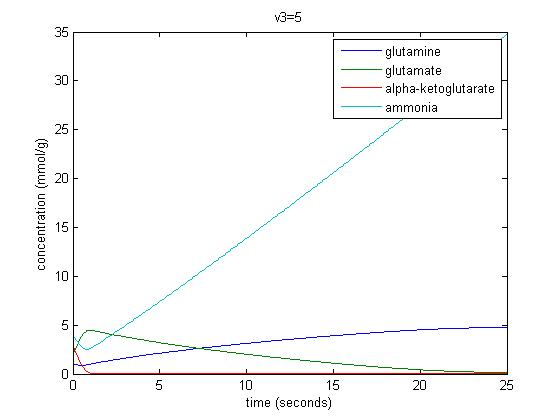 v3=5
35
30
25
20
15
10
5
0
concentration (mmol/g)
glutamine
glutamate
alpha-ketoglutarate
ammonia
0 5 10 15 20 25
time (seconds)